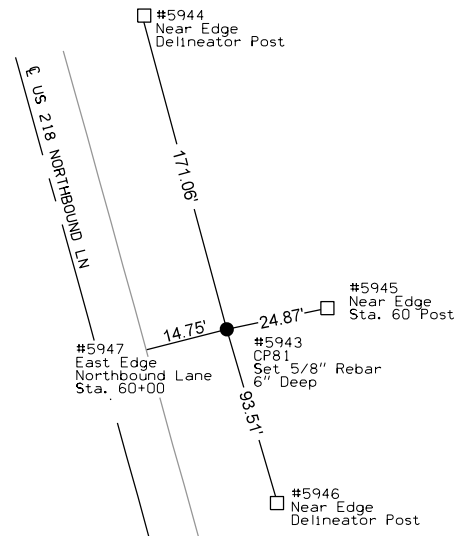 #5944
Near Edge
Delineator Post
℄ US 218 NORTHBOUND LN
171.06'
#5945
Near Edge
Sta. 60 Post
24.87'
14.75'
#5947
East Edge
Northbound Lane
Sta. 60+00
#5943
CP81
Set 5/8" Rebar
6" Deep
93.51'
#5946
Near Edge
Delineator Post